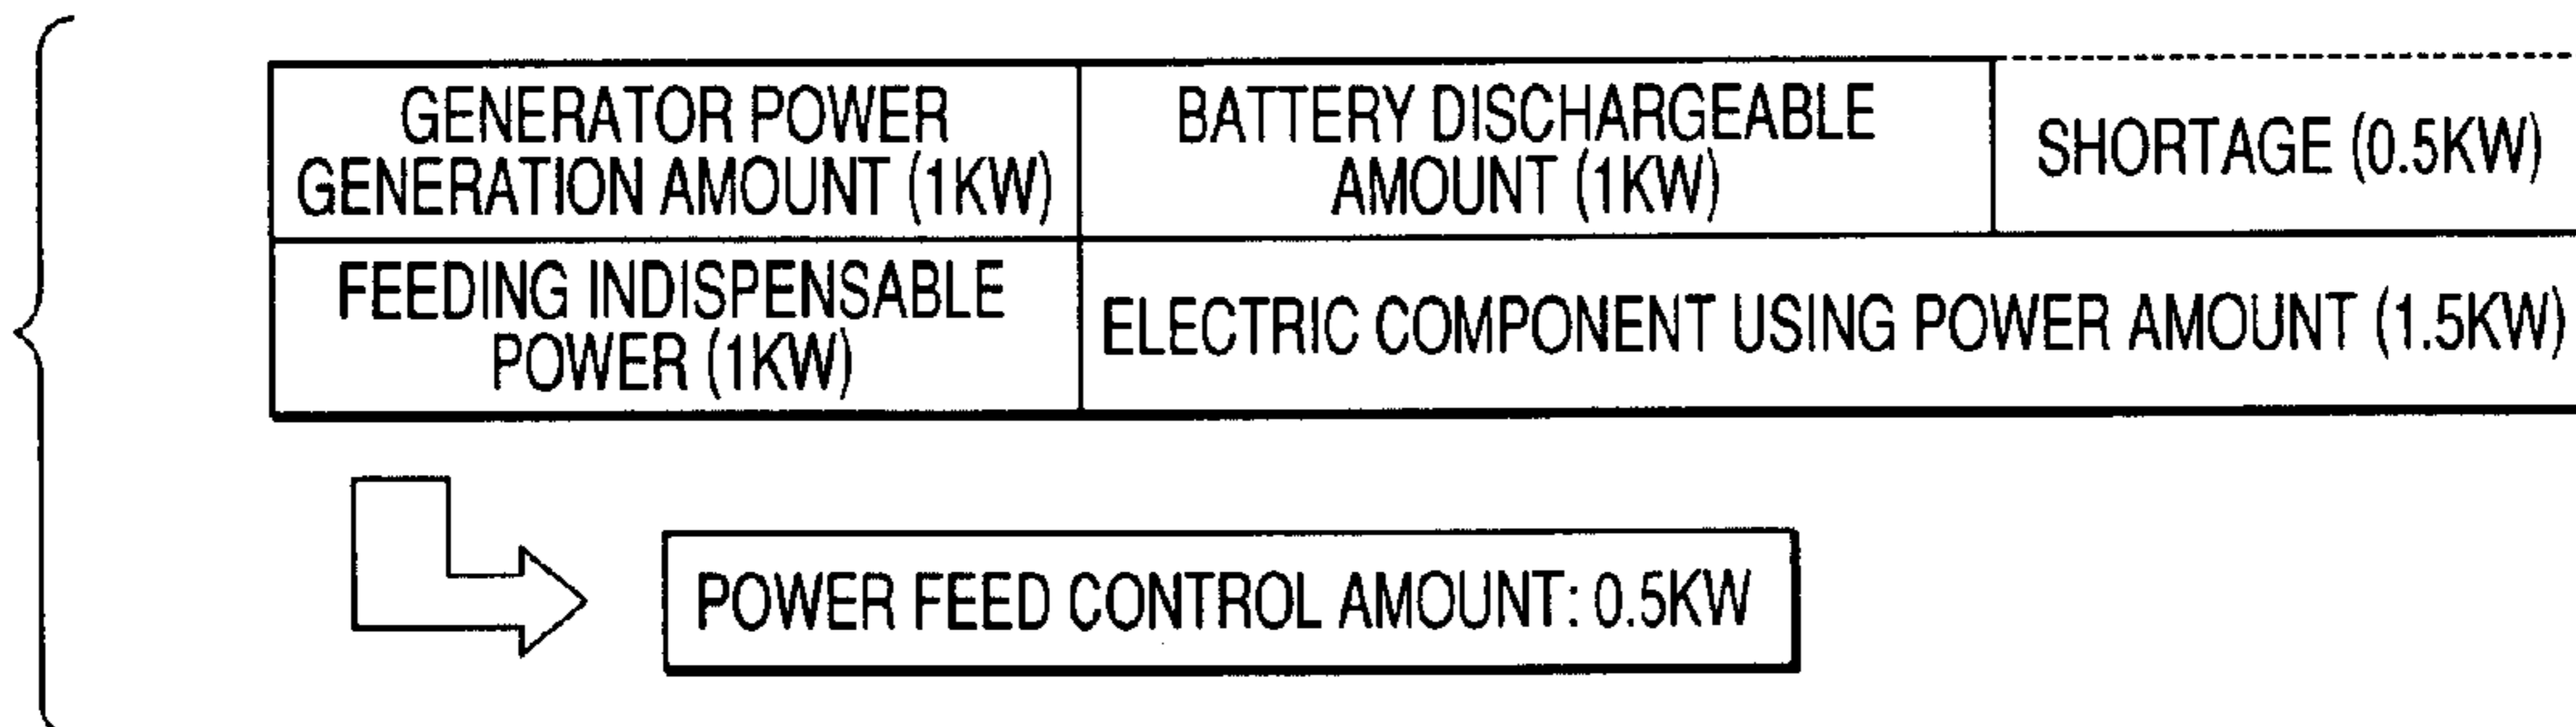 GENERATOR POWER
GENERATION AMOUNT (1KW)
BATTERY DISCHARGEABLE
AMOUNT (1KW)
SHORTAGE (0.5KW)
FEEDING INDISPENSABLE
POWER (1KW)
ELECTRIC COMPONENT USING POWER AMOUNT (1.5KW)
POWER FEED CONTROL AMOUNT: 0.5KW